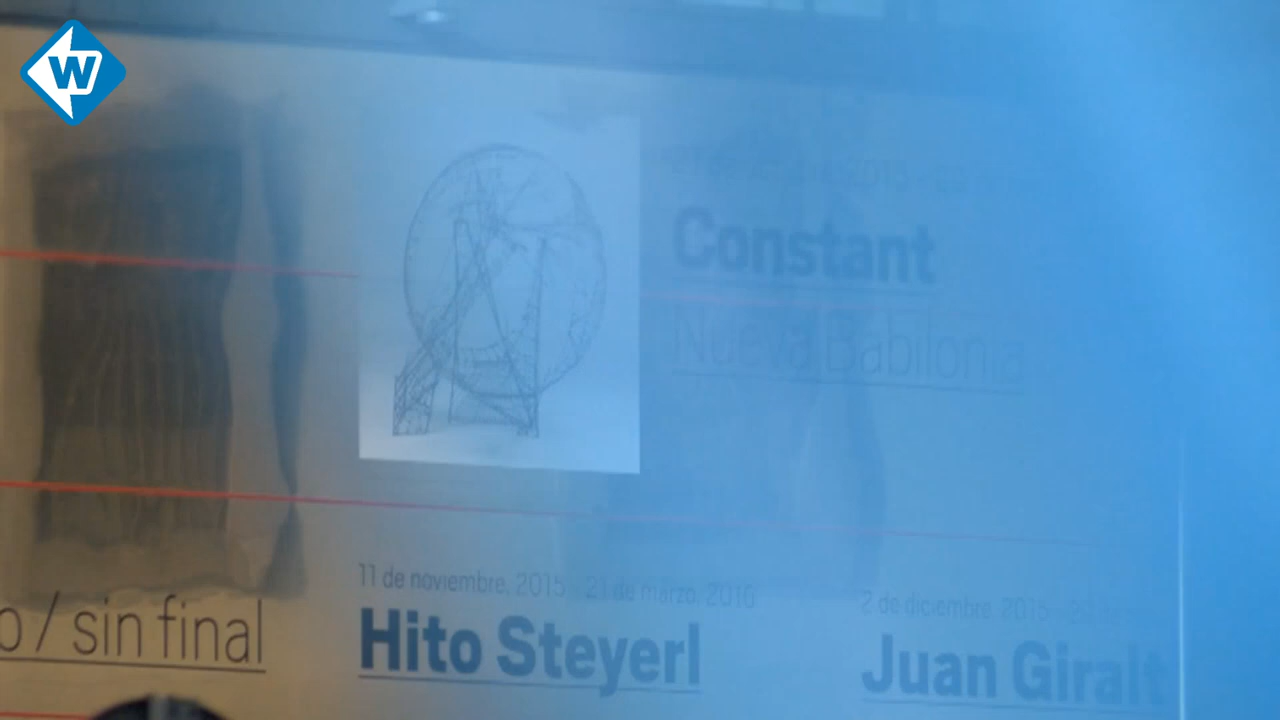 W
Constant
Nueva Babilonia
11 de noviembre, 2015 - 21 de marzo, 2016
o / sin final
Hito Steyerl
2 de diciembre, 2015 -
Juan Giralt